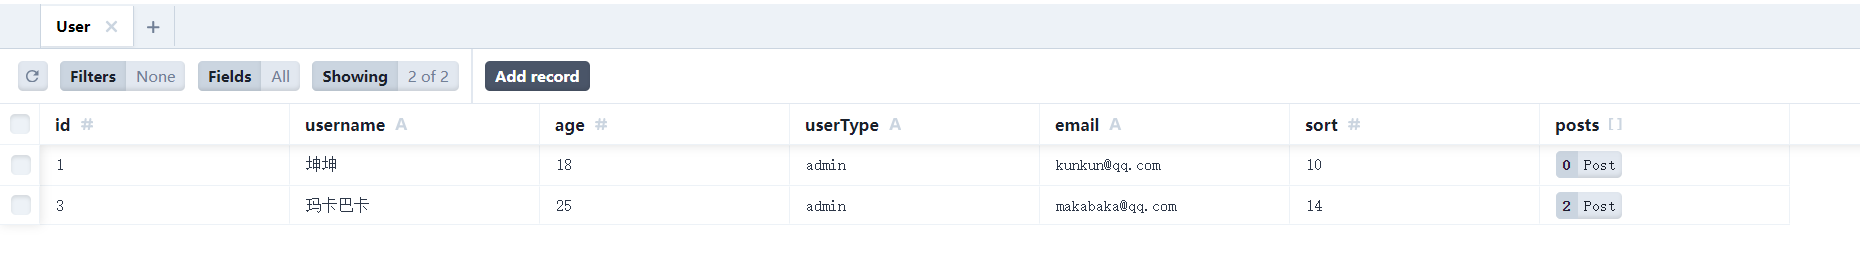 User
Filters None Fields All Showing 2 of 2 Add record
id # username A age # userType A email A sort # posts []
1 坤坤 18 admin kunkun@qq.com 10 0 Post
3 玛卡巴卡 25 admin makabaka@qq.com 14 2 Post